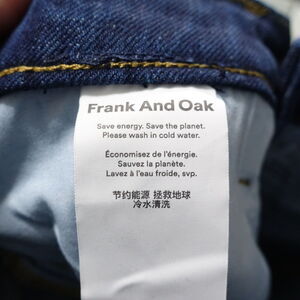 Frank And Oak
Save energy. Save the planet.
Please wash in cold water.
Économisez de l'énergie.
Sauvez la planète.
Lavez à l'eau froide, svp.
节约能源 拯救地球
冷水清洗